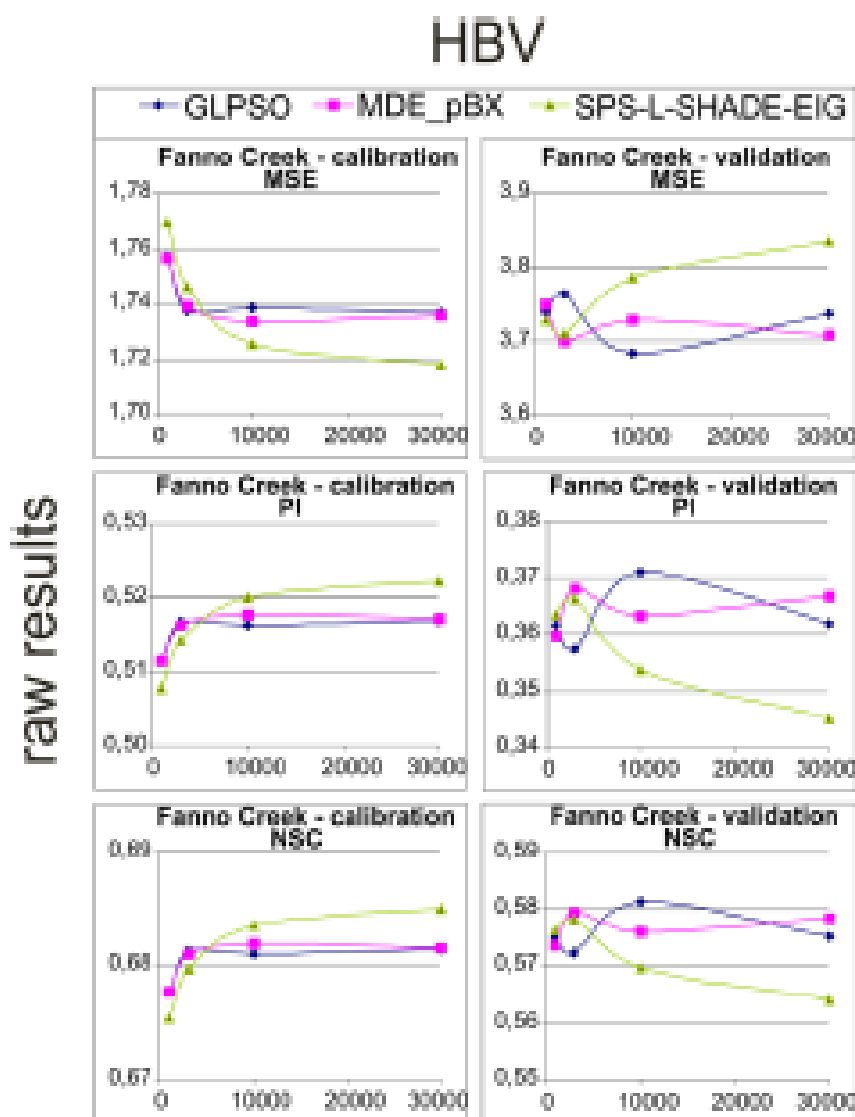 HBV
GLPSO MDE_pBX SPS-L-SHADE-EIG
raw results
Fanno Creek - calibration
MSE
1,78
1,76
1,74
1,72
1,70
0 10000 20000 30000
Fanno Creek - validation
MSE
3,9
3,8
3,7
3,6
0 10000 20000 30000
Fanno Creek - calibration
PI
0,53
0,52
0,51
0,50
0 10000 20000 30000
Fanno Creek - validation
PI
0,38
0,37
0,36
0,35
0,34
0 10000 20000 30000
Fanno Creek - calibration
NSC
0,69
0,68
0,67
0 10000 20000 30000
Fanno Creek - validation
NSC
0,59
0,58
0,57
0,56
0,55
0 10000 20000 30000